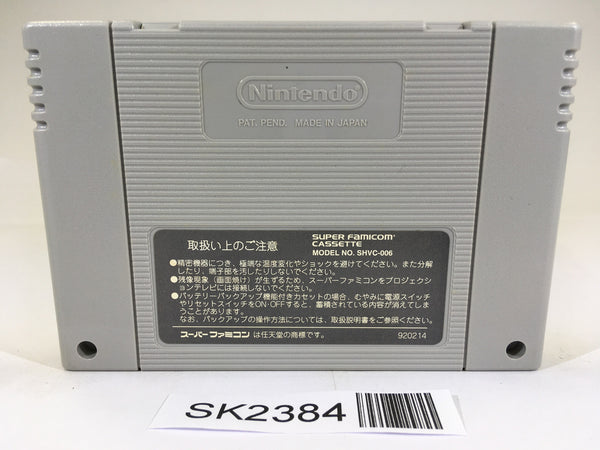 Nintendo
PAT. PEND. MADE IN JAPAN
取扱い上のご注意
SUPER FAMICOM
CASSETTE
MODEL NO. SHVC-006
●精密機器につき、極端な温度変化やショックを避けてください。また分解
したり、端子部を汚したりしないでください。
●残像現象（画面焼け）が生ずるため、スーパーファミコンをプロジェクシ
ョンテレビには接続しないでください。
●バッテリーバックアップ機能付きカセットの場合、むやみに電源スイッチ
やリセットスイッチをON・OFFすると、蓄積されている内容が消えてしま
うことがあります。
なお、バックアップの操作方法については、取扱説明書をご参照ください。
スーパーファミコン は任天堂の商標です。
920214
SK2384